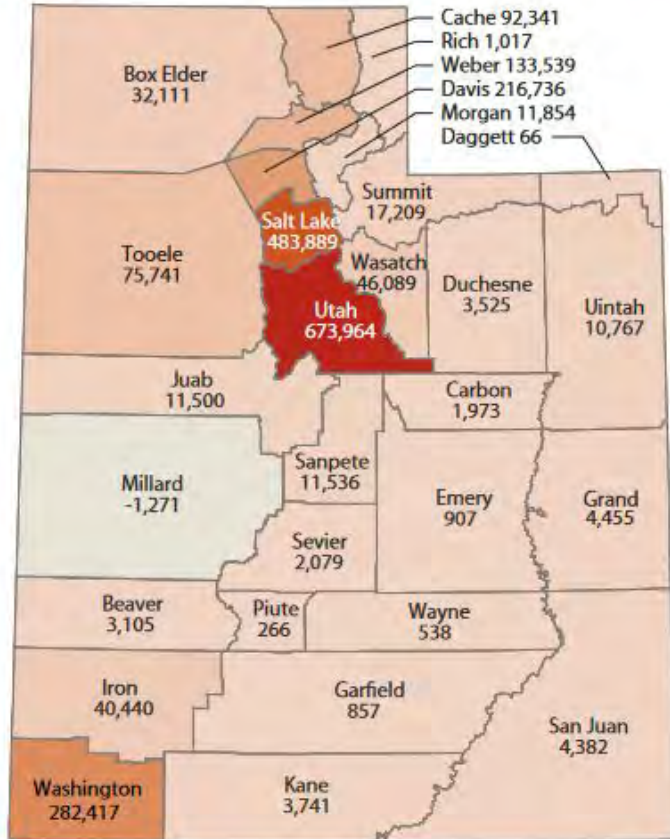 Cache 92,341
Rich 1,017
Weber 133,539
Davis 216,736
Morgan 11,854
Daggett 66
Box Elder
32,111
Summit
17,209
Salt Lake
483,889
Tooele
75,741
Wasatch
46,089
Duchesne
3,525
Uintah
10,767
Utah
673,964
Juab
11,500
Carbon
1,973
Sanpete
11,536
Millard
-1,271
Emery
907
Grand
4,455
Sevier
2,079
Beaver
3,105
Piute
266
Wayne
538
Iron
40,440
Garfield
857
San Juan
4,382
Washington
282,417
Kane
3,741